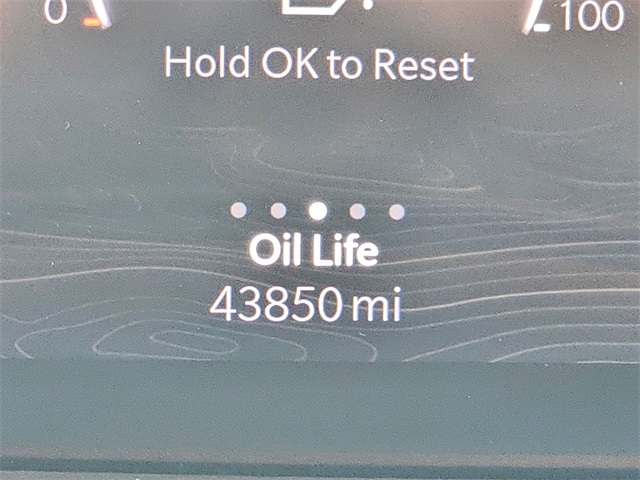 0 100
Hold OK to Reset
Oil Life
43850 mi